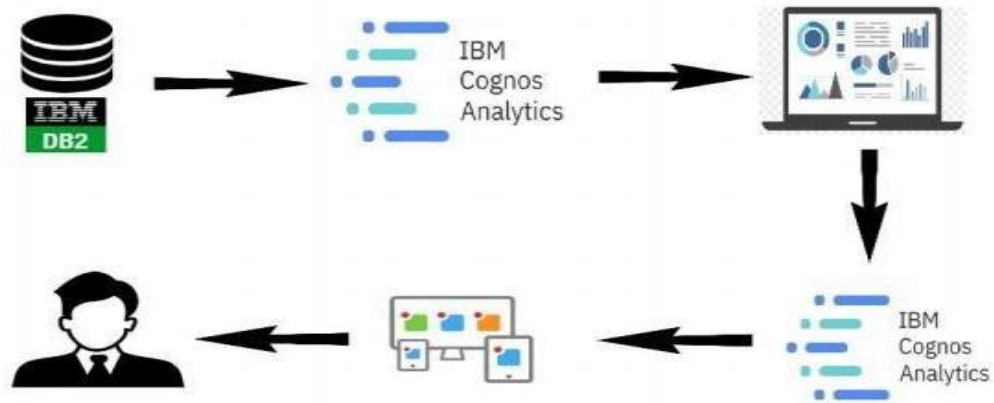 IBM
DB2
IBM
Cognos
Analytics
IBM
Cognos
Analytics